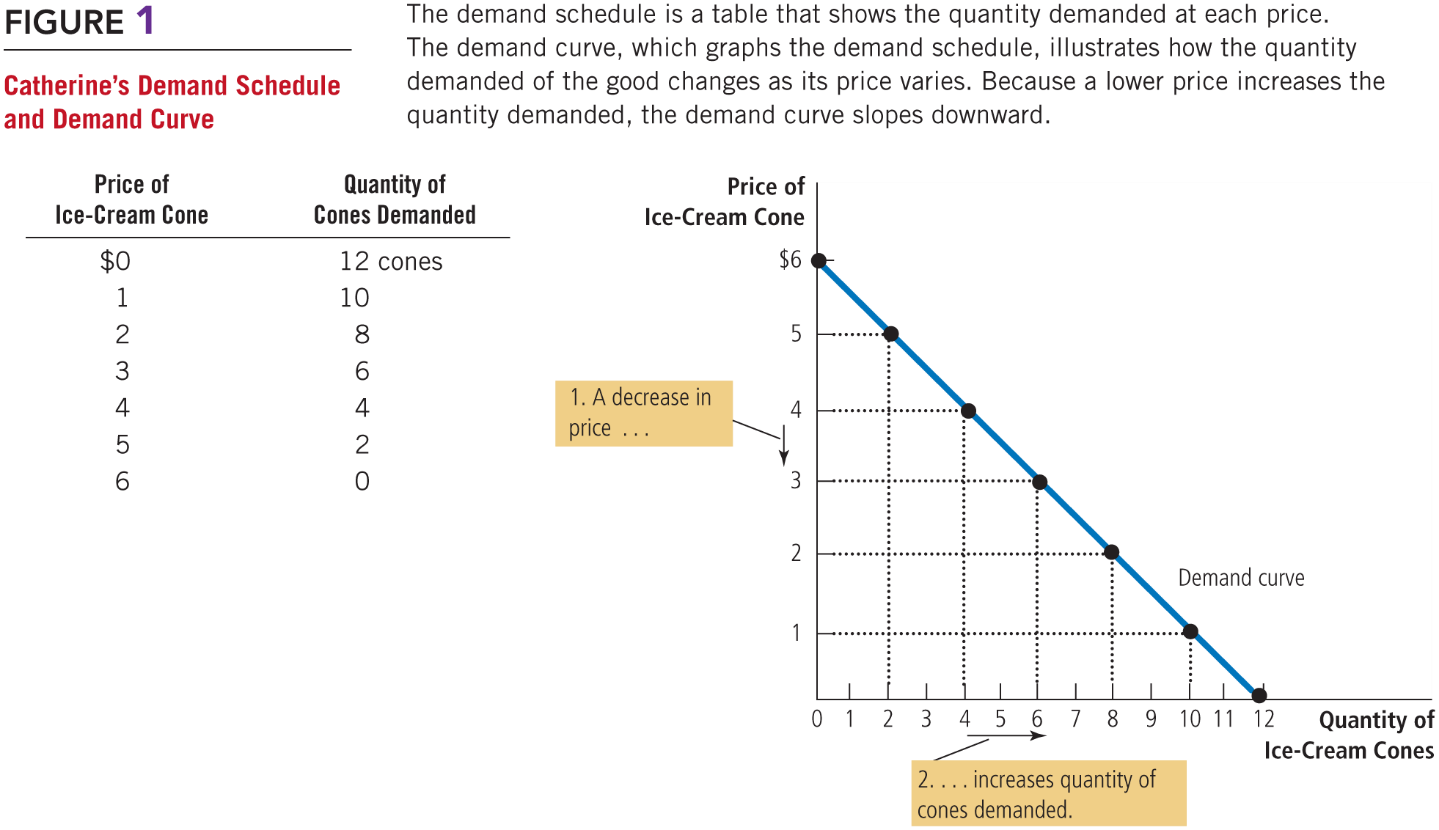 FIGURE 1
Catherine's Demand Schedule
and Demand Curve
The demand schedule is a table that shows the quantity demanded at each price.
The demand curve, which graphs the demand schedule, illustrates how the quantity
demanded of the good changes as its price varies. Because a lower price increases the
quantity demanded, the demand curve slopes downward.
Price of Quantity of
Ice-Cream Cone Cones Demanded
$0 12 cones
1 10
2 8
3 6
4 4
5 2
6 0
Price of
Ice-Cream Cone
$6
5
4
3
2
1
1. A decrease in
price . . .
Demand curve
0 1 2 3 4 5 6 7 8 9 10 11 12
Quantity of
Ice-Cream Cones
2. . . . increases quantity of
cones demanded.